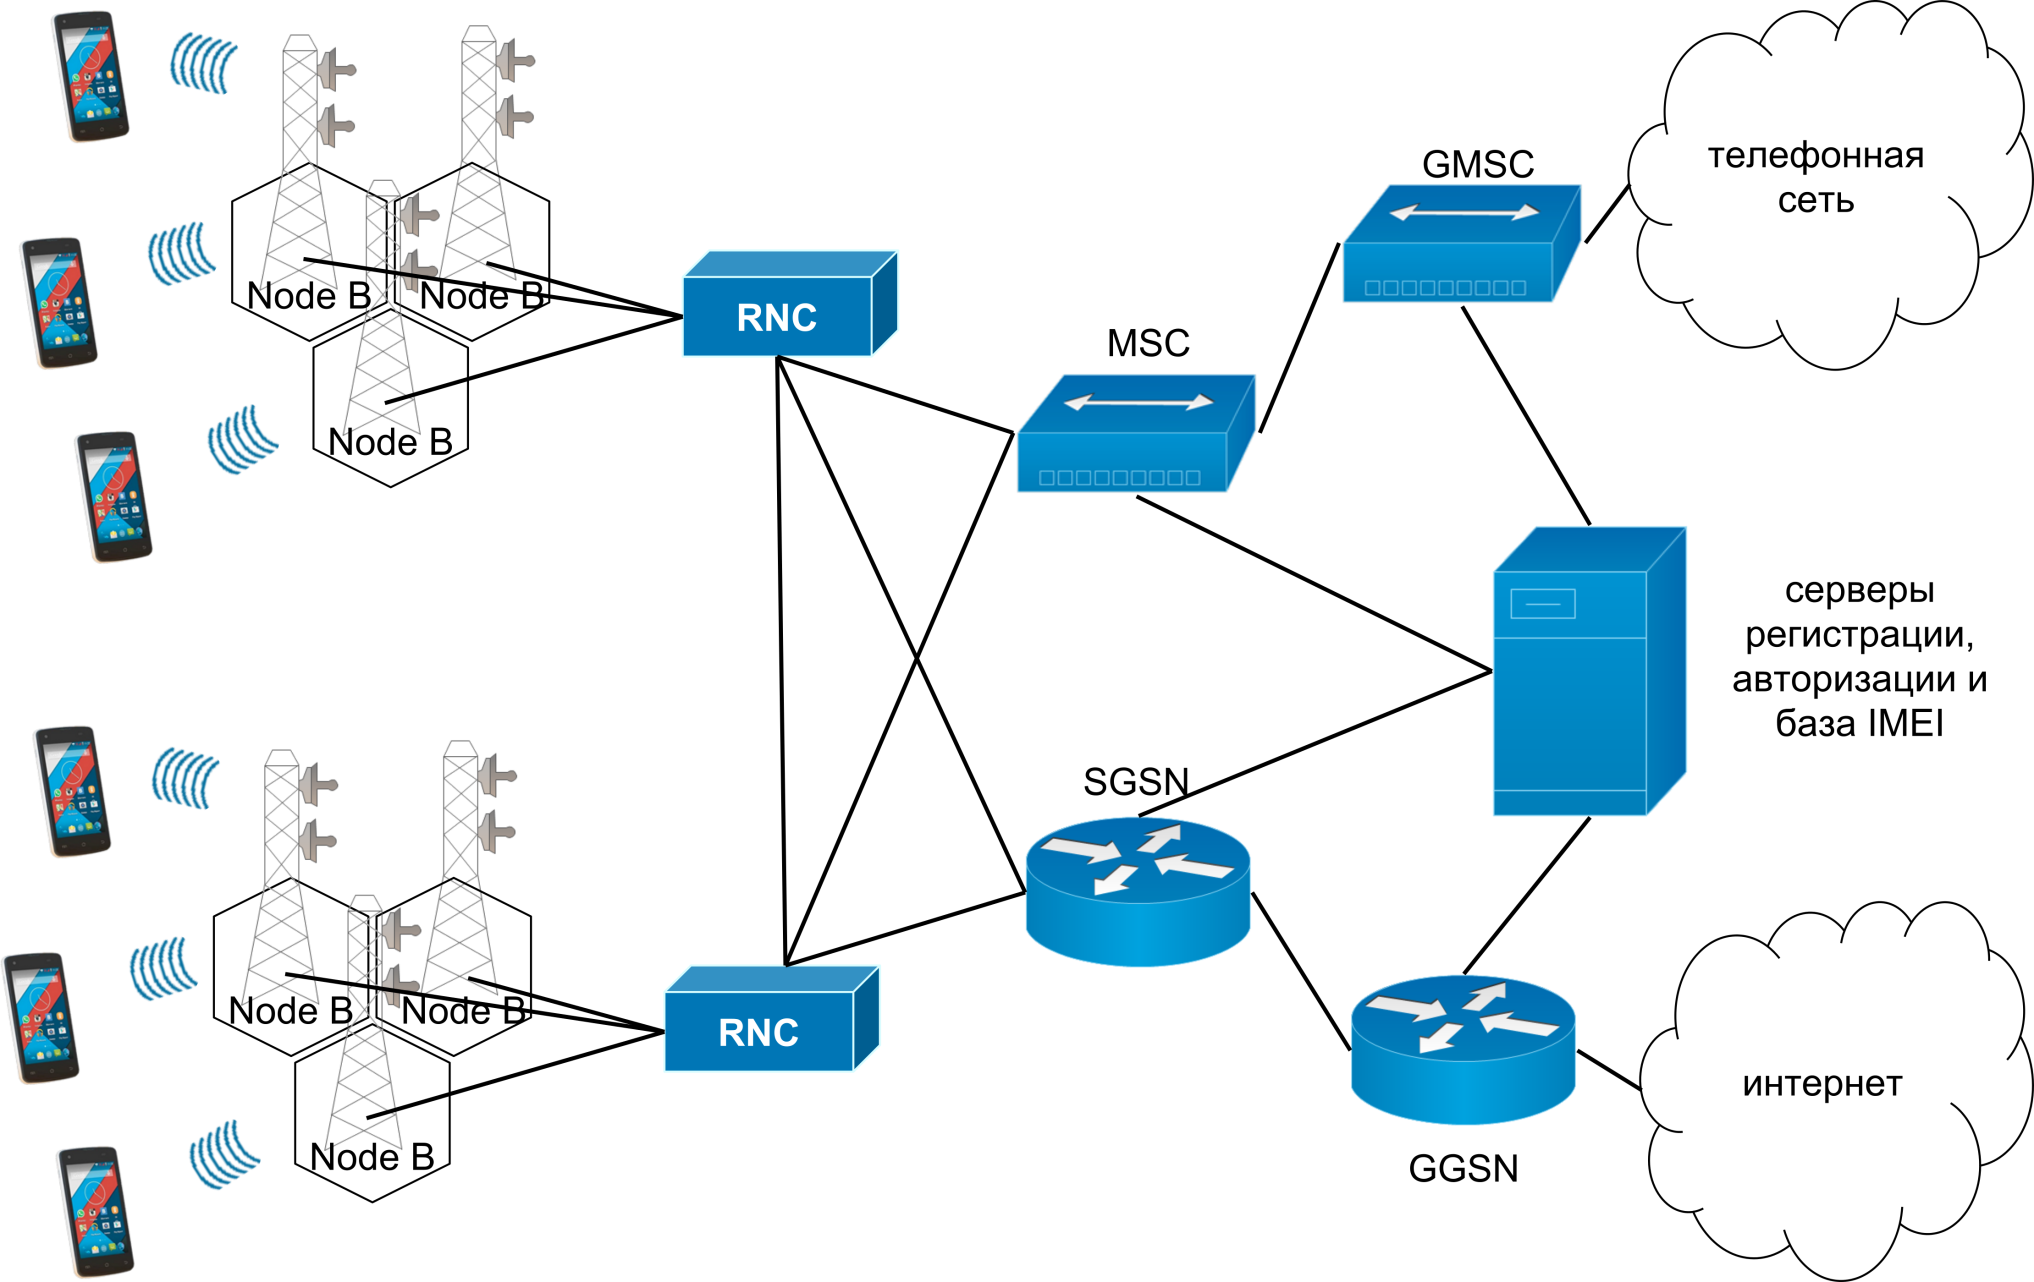 GMSC
телефонная
сеть
Node B
Node B
RNC
MSC
Node B
серверы
регистрации,
авторизации и
база IMEI
SGSN
Node B
Node B
RNC
интернет
Node B
GGSN